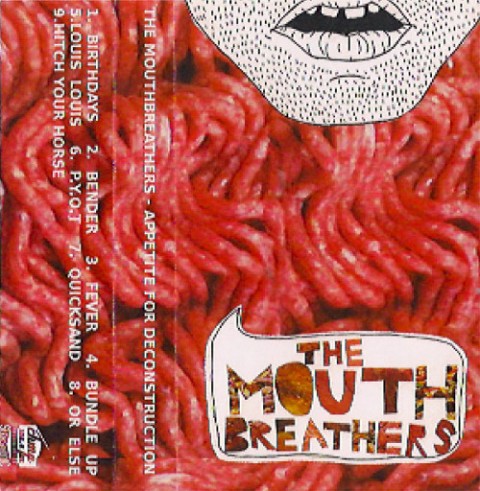 1. BIRTHDAYS 2. BENDER 3. FEVER 4. BUNDLE UP
5.LOUIS LOUIS 6. P.Y.O.T 7. QUICKSAND 8. OR ELSE
9.HITCH YOUR HORSE
THE MOUTHBREATHERS - APPETITE FOR DECONSTRUCTION
THE
MOUTH
BREATHERS